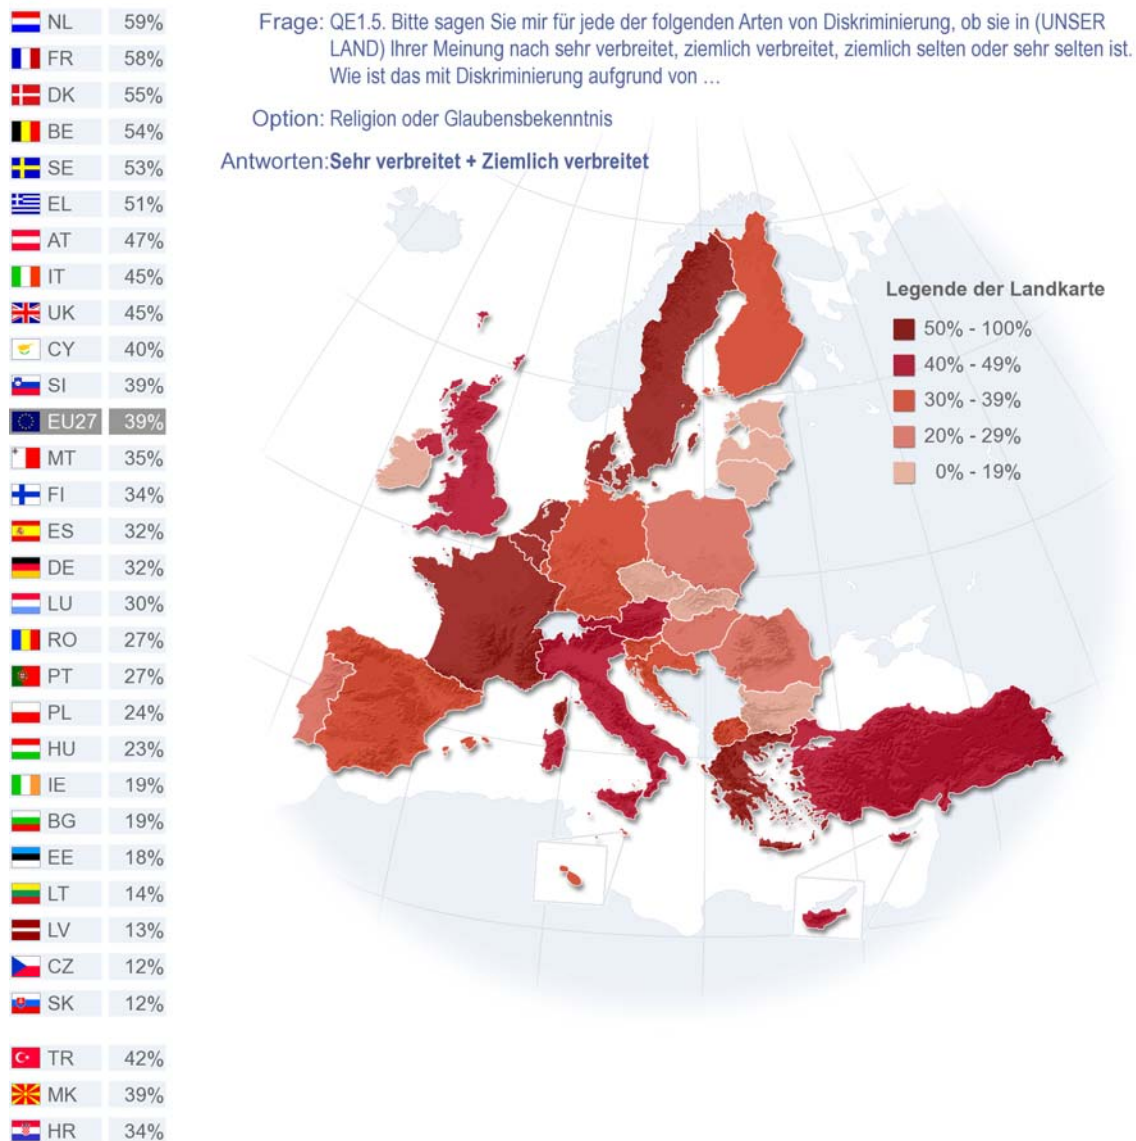 Frage: QE1.5. Bitte sagen Sie mir für jede der folgenden Arten von Diskriminierung, ob sie in (UNSER
LAND) Ihrer Meinung nach sehr verbreitet, ziemlich verbreitet, ziemlich selten oder sehr selten ist.
Wie ist das mit Diskriminierung aufgrund von …
Option: Religion oder Glaubensbekenntnis
Antworten:Sehr verbreitet + Ziemlich verbreitet
NL 59%
FR 58%
DK 55%
BE 54%
SE 53%
EL 51%
AT 47%
IT 45%
UK 45%
CY 40%
SI 39%
EU27 39%
MT 35%
FI 34%
ES 32%
DE 32%
LU 30%
RO 27%
PT 27%
PL 24%
HU 23%
IE 19%
BG 19%
EE 18%
LT 14%
LV 13%
CZ 12%
SK 12%
TR 42%
MK 39%
HR 34%
Legende der Landkarte
50% - 100%
40% - 49%
30% - 39%
20% - 29%
0% - 19%